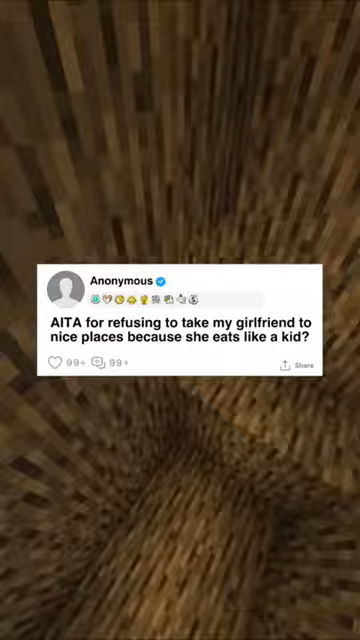 Anonymous
AITA for refusing to take my girlfriend to
nice places because she eats like a kid?
99+ 99+ Share